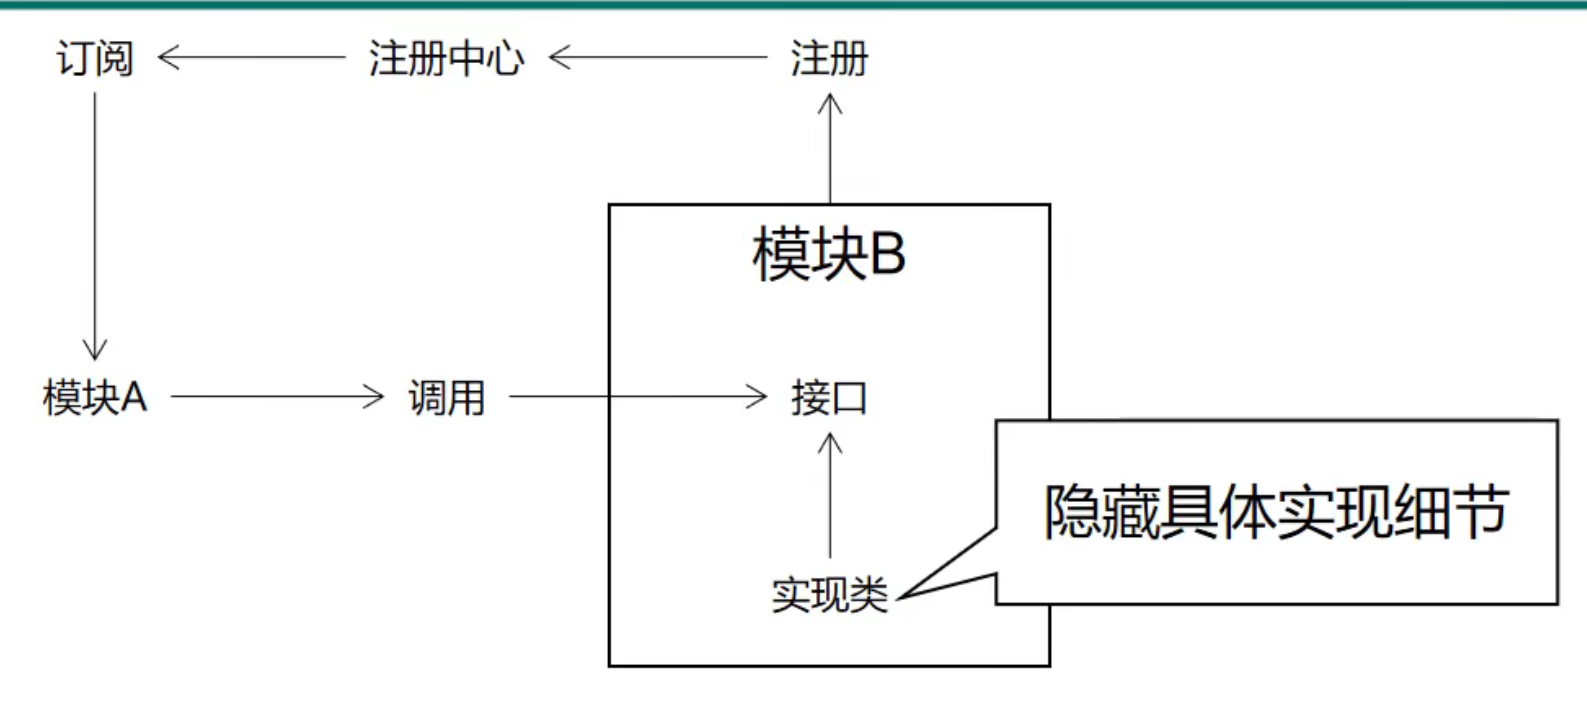 订阅
注册中心
注册
模块B
模块A
调用
接口
隐藏具体实现细节
实现类